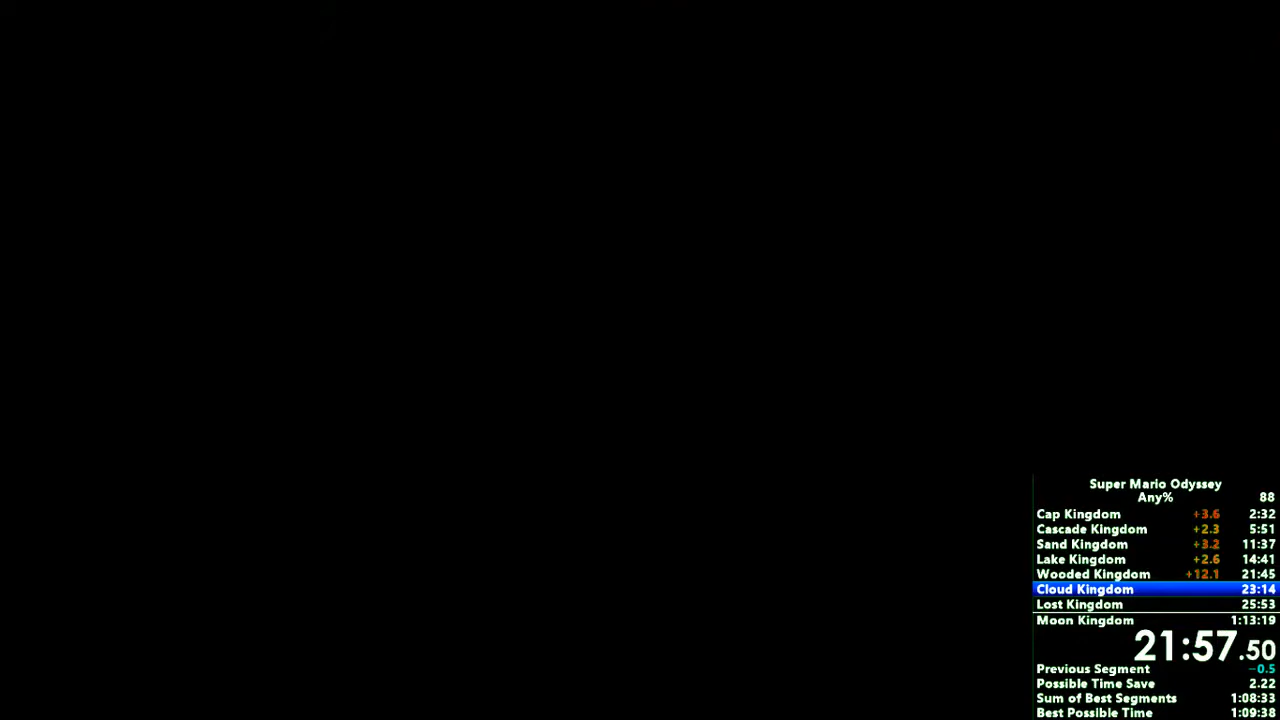 Super Mario Odyssey
Any% 88
Cap Kingdom +3.6 2:32
Cascade Kingdom +2.3 5:51
Sand Kingdom +3.2 11:37
Lake Kingdom +2.6 14:41
Wooded Kingdom +12.1 21:45
Cloud Kingdom 23:14
Lost Kingdom 25:53
Moon Kingdom 1:13:19
21:57.50
Previous Segment -0.5
Possible Time Save 2.22
Sum of Best Segments 1:08:33
Best Possible Time 1:09:38